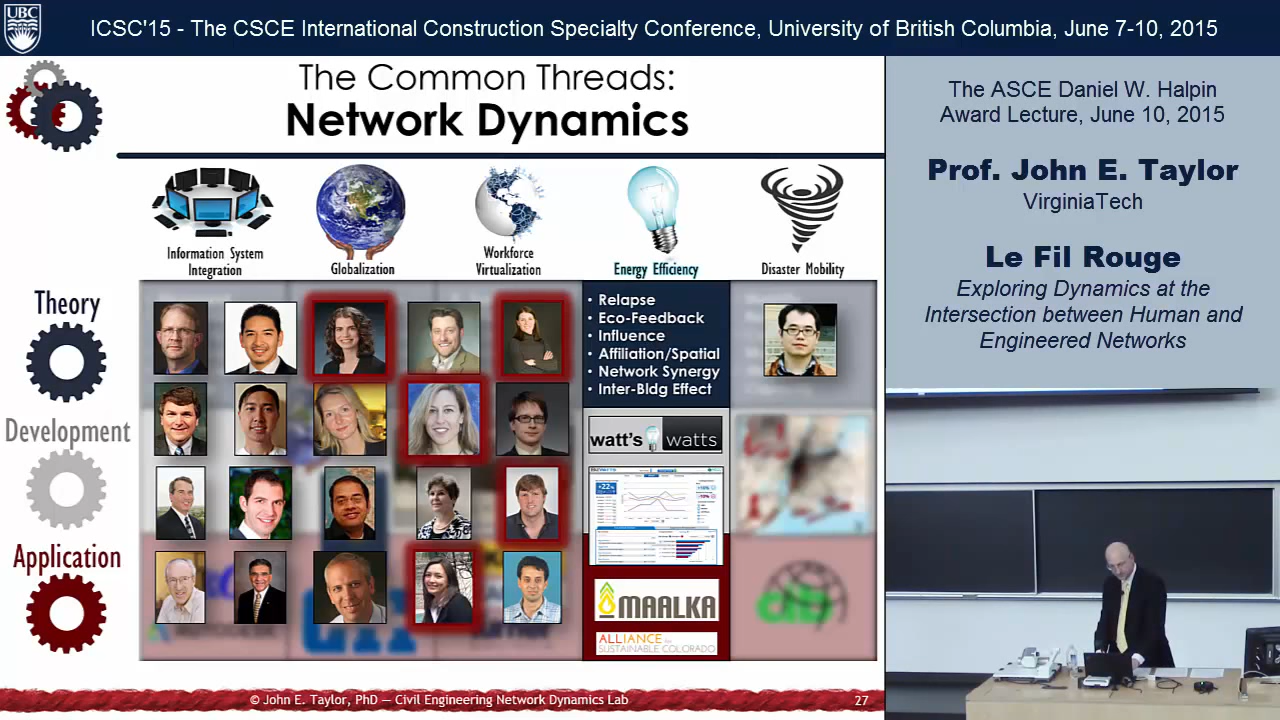 UBC
ICSC'15 - The CSCE International Construction Specialty Conference, University of British Columbia, June 7-10, 2015
The Common Threads:
Network Dynamics
Information System
Integration
Globalization
Workforce
Virtualization
Energy Efficiency
Disaster Mobility
Theory
Development
Application
• Relapse
• Eco-Feedback
• Influence
• Affiliation/Spatial
• Network Synergy
• Inter-Bldg Effect
watt's watts
+22%
MAALKA
ALLIANCE for
SUSTAINABLE COLORADO
© John E. Taylor, PhD — Civil Engineering Network Dynamics Lab
27
The ASCE Daniel W. Halpin
Award Lecture, June 10, 2015
Prof. John E. Taylor
VirginiaTech
Le Fil Rouge
Exploring Dynamics at the
Intersection between Human and
Engineered Networks